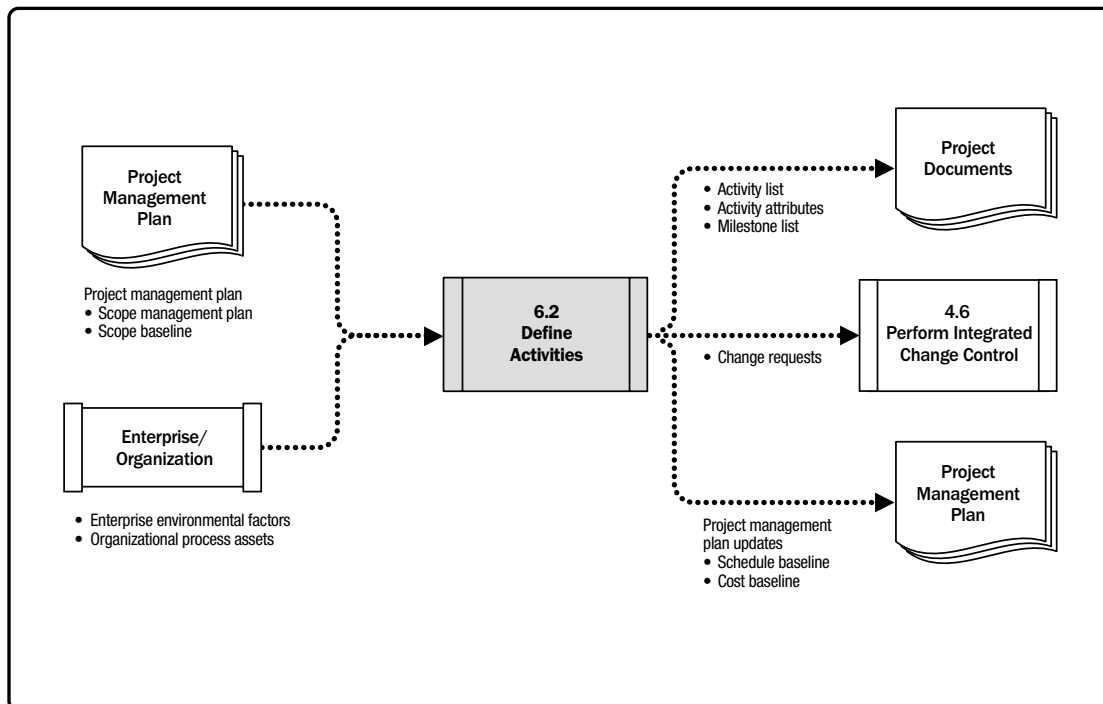 Project
Management
Plan
Project management plan
• Scope management plan
• Scope baseline
Enterprise/
Organization
• Enterprise environmental factors
• Organizational process assets
6.2
Define
Activities
• Activity list
• Activity attributes
• Milestone list
Project
Documents
• Change requests
4.6
Perform Integrated
Change Control
Project management
plan updates
• Schedule baseline
• Cost baseline
Project
Management
Plan